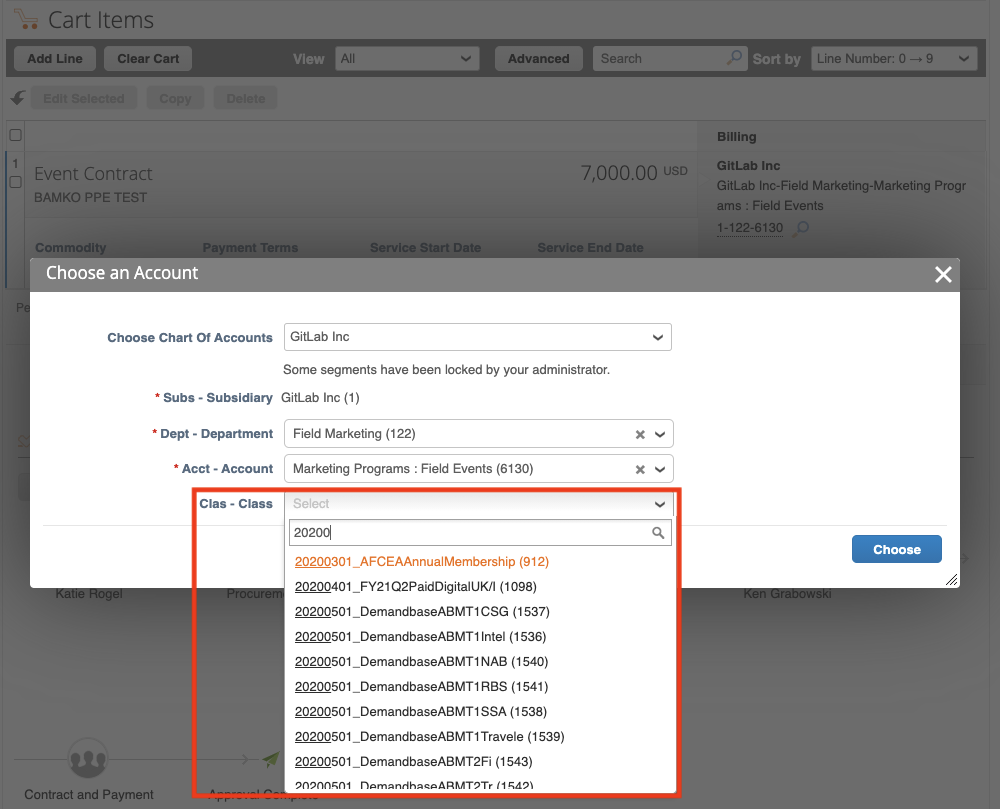 Cart Items
Add Line
Clear Cart
View
All
Advanced
Search
Sort by
Line Number: 0 → 9
Edit Selected
Copy
Delete
Billing
1
Event Contract
7,000.00 USD
BAMKO PPE TEST
GitLab Inc
GitLab Inc-Field Marketing-Marketing Progr
ams : Field Events
1-122-6130
Commodity
Payment Terms
Service Start Date
Service End Date
Choose an Account
Choose Chart Of Accounts
GitLab Inc
Some segments have been locked by your administrator.
* Subs - Subsidiary
GitLab Inc (1)
* Dept - Department
Field Marketing (122)
* Acct - Account
Marketing Programs : Field Events (6130)
Clas - Class
Select
20200
20200301_AFCEAAnnualMembership (912)
20200401_FY21Q2PaidDigitalUK/I (1098)
20200501_DemandbaseABMT1CSG (1537)
20200501_DemandbaseABMT1Intel (1536)
20200501_DemandbaseABMT1NAB (1540)
20200501_DemandbaseABMT1RBS (1541)
20200501_DemandbaseABMT1SSA (1538)
20200501_DemandbaseABMT1Travele (1539)
20200501_DemandbaseABMT2Fi (1543)
20200501_DemandbaseABMT2Tr (1542)
Choose
Katie Rogel
Procurem
Ken Grabowski
Contract and Payment
Approval Complete